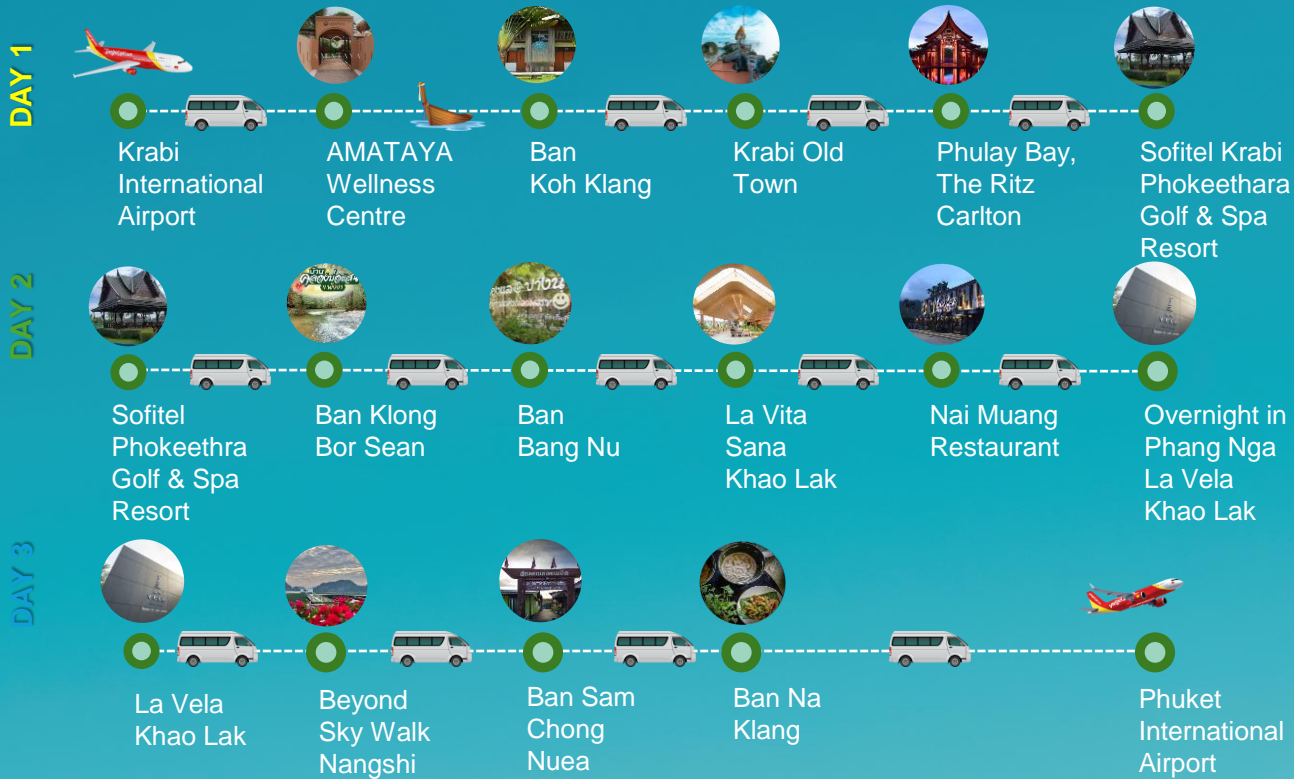 DAY 1
Krabi
International
Airport
AMATAYA
Wellness
Centre
Ban
Koh Klang
Krabi Old
Town
Phulay Bay,
The Ritz
Carlton
Sofitel Krabi
Phokeethara
Golf & Spa
Resort
DAY 2
Sofitel
Phokeethra
Golf & Spa
Resort
บ้าน
Ban Klong
Bor Sean
Ban
Bang Nu
La Vita
Sana
Khao Lak
Nai Muang
Restaurant
Overnight in
Phang Nga
La Vela
Khao Lak
DAY 3
La Vela
Khao Lak
Beyond
Sky Walk
Nangshi
Ban Sam
Chong
Nuea
Ban Na
Klang
Phuket
International
Airport